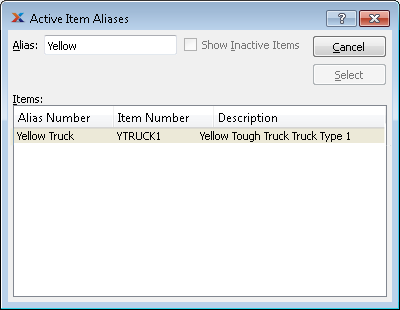 Active Item Aliases
?
Alias: Yellow Show Inactive Items Cancel
Select
Items:
Alias Number Item Number Description
Yellow Truck YTRUCK1 Yellow Tough Truck Truck Type 1